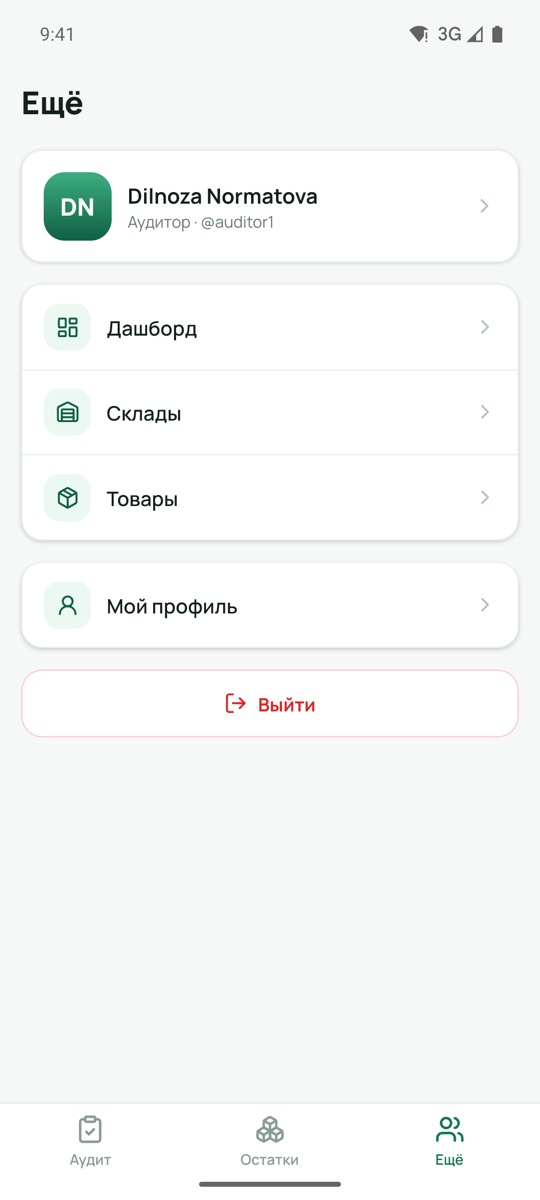 9:41
3G
Ещё
DN
Dilnoza Normatova
Аудитор · @auditor1
Дашборд
Склады
Товары
Мой профиль
Выйти
Аудит
Остатки
Ещё